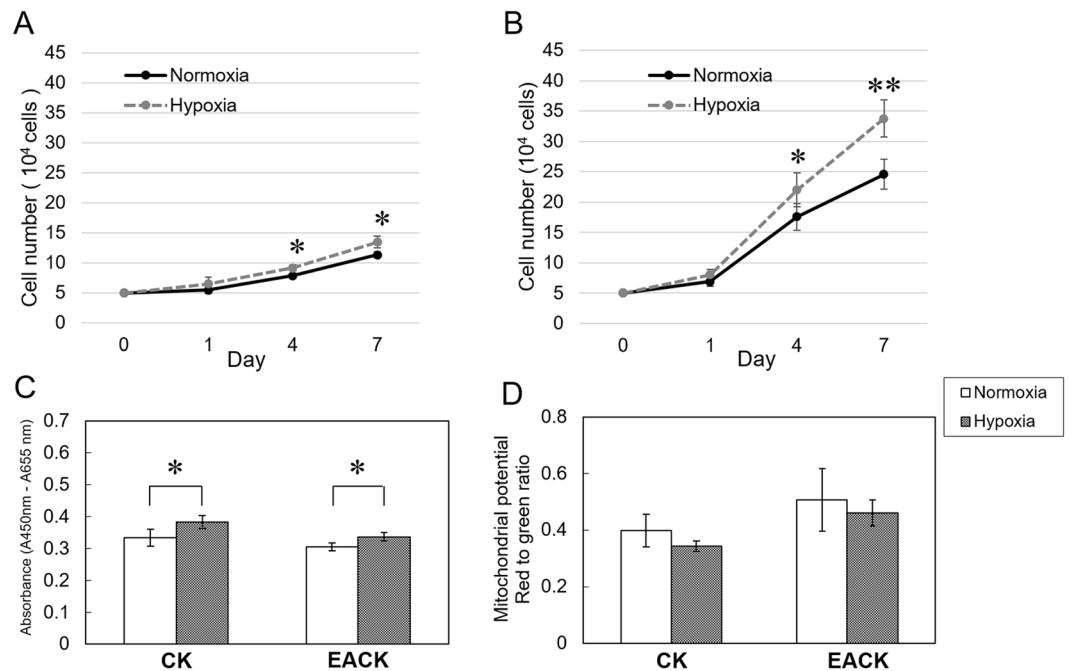 A
45
40
35
30
25
20
15
10
5
0
Cell number ( 10⁴ cells)
Normoxia
Hypoxia
*
*
0 1 4 7
Day
B
45
40
35
30
25
20
15
10
5
0
Cell number (10⁴ cells)
Normoxia
Hypoxia
*
**
0 1 4 7
Day
C
0.7
0.6
0.5
0.4
0.3
0.2
0.1
0
Absorbance (A450nm - A655 nm)
*
*
CK EACK
D
0.8
0.6
0.4
0.2
0.0
Mitochondrial potential
Red to green ratio
CK EACK
Normoxia
Hypoxia